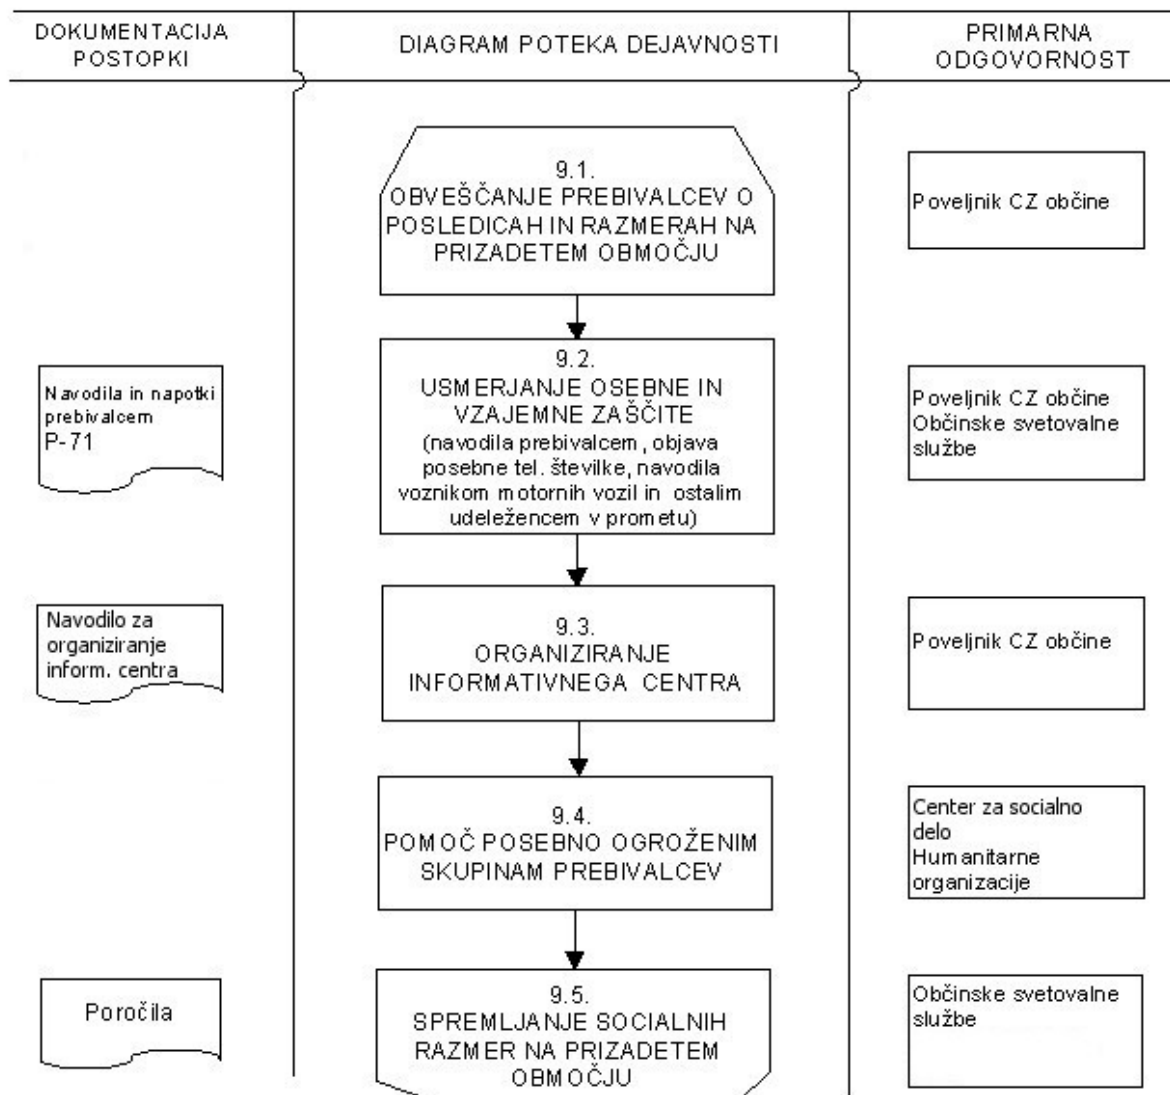 DOKUMENTACIJA
POSTOPKI
DIAGRAM POTEKA DEJAVNOSTI
PRIMARNA
ODGOVORNOST
9.1.
OBVEŠČANJE PREBIVALCEV O
POSLEDICAH IN RAZMERAH NA
PRIZADETEM OBMOČJU
Poveljnik CZ občine
Navodila in napotki
prebivalcem
P-71
9.2.
USMERJANJE OSEBNE IN
VZAJEMNE ZAŠČITE
(navodila prebivalcem, objava
posebne tel. številke, navodila
voznikom motornih vozil in ostalim
udeležencem v prometu)
Poveljnik CZ občine
Občinske svetovalne
službe
Navodilo za
organiziranje
inform. centra
9.3.
ORGANIZIRANJE
INFORMATIVNEGA CENTRA
Poveljnik CZ občine
9.4.
POMOČ POSEBNO OGROŽENIM
SKUPINAM PREBIVALCEV
Center za socialno
delo
Humanitarne
organizacije
Poročila
9.5.
SPREMLJANJE SOCIALNIH
RAZMER NA PRIZADETEM
OBMOČJU
Občinske svetovalne
službe